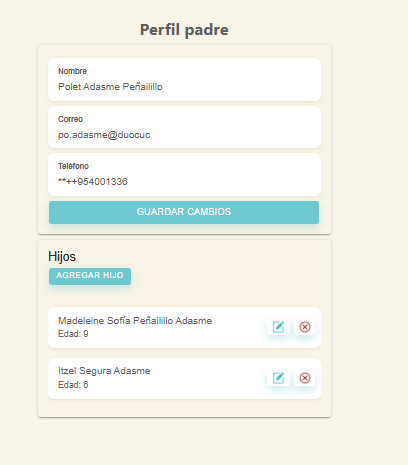 Perfil padre
Nombre
Polet Adasme Peñailillo
Correo
po.adasme@duocuc
Teléfono
**++954001336
GUARDAR CAMBIOS
Hijos
AGREGAR HIJO
Madeleine Sofía Peñailillo Adasme
Edad: 9
Itzel Segura Adasme
Edad: 6